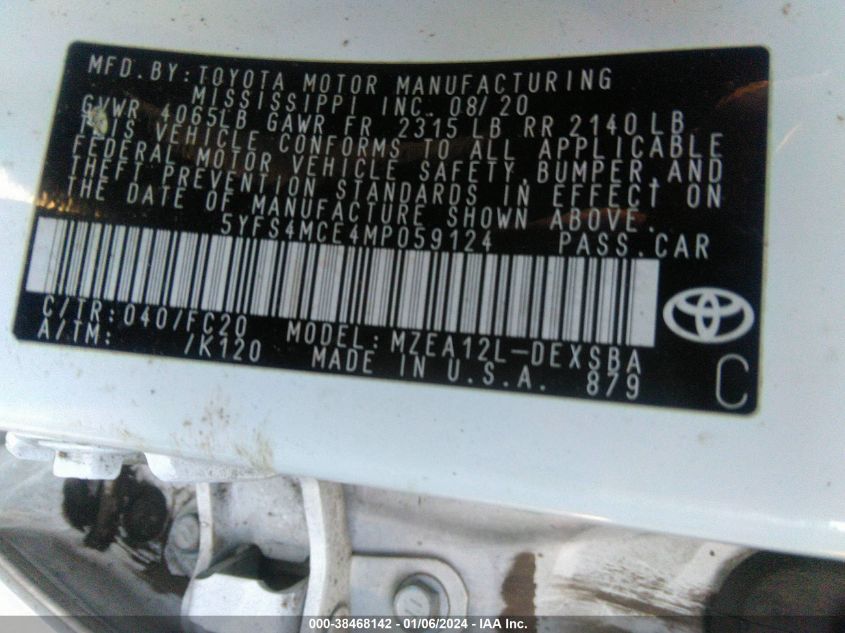 MFD. BY: TOYOTA MOTOR MANUFACTURING
MISSISSIPPI INC. 08/20
GVWR 4065LB GAWR FR 2315 LB RR 2140 LB
THIS VEHICLE CONFORMS TO ALL APPLICABLE
FEDERAL MOTOR VEHICLE SAFETY, BUMPER, AND
THEFT PREVENTION STANDARDS IN EFFECT ON
THE DATE OF MANUFACTURE SHOWN ABOVE.
5YFS4MCE4MP059124 PASS. CAR
C/TR: 040/FC20 MODEL: MZEA12L-DEXSBA
A/TM: /K120 MADE IN U.S.A. 879
C
000-38468142 - 01/06/2024 - IAA Inc.